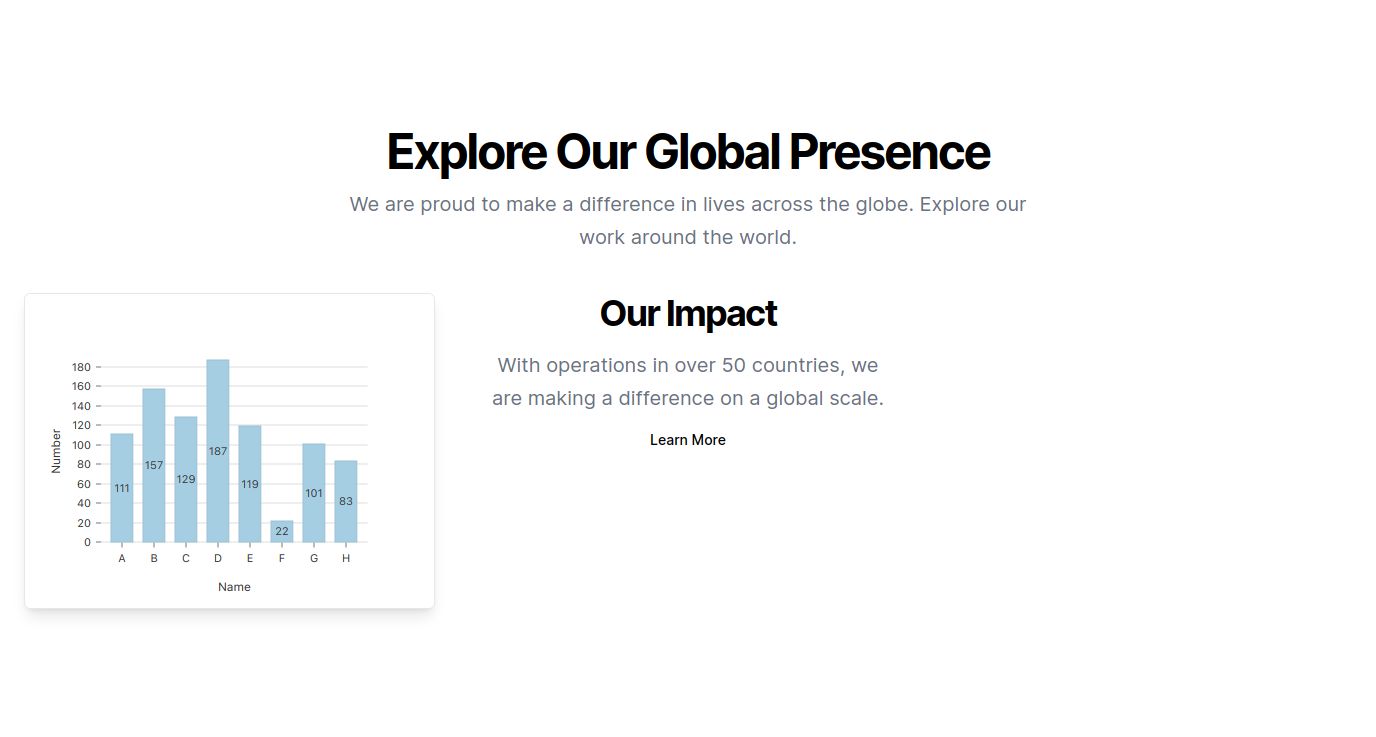 Explore Our Global Presence
We are proud to make a difference in lives across the globe. Explore our
work around the world.
Our Impact
With operations in over 50 countries, we
are making a difference on a global scale.
Learn More
Number
180
160
140
120
100
80
60
40
20
0
111
157
129
187
119
22
101
83
A B C D E F G H
Name